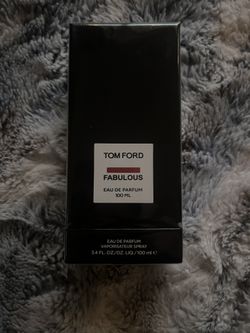 TOM FORD
FABULOUS
EAU DE PARFUM
100 ML
EAU DE PARFUM
VAPORISATEUR SPRAY
3.4 FL.OZ/OZ. LIQ/100 ml ℮